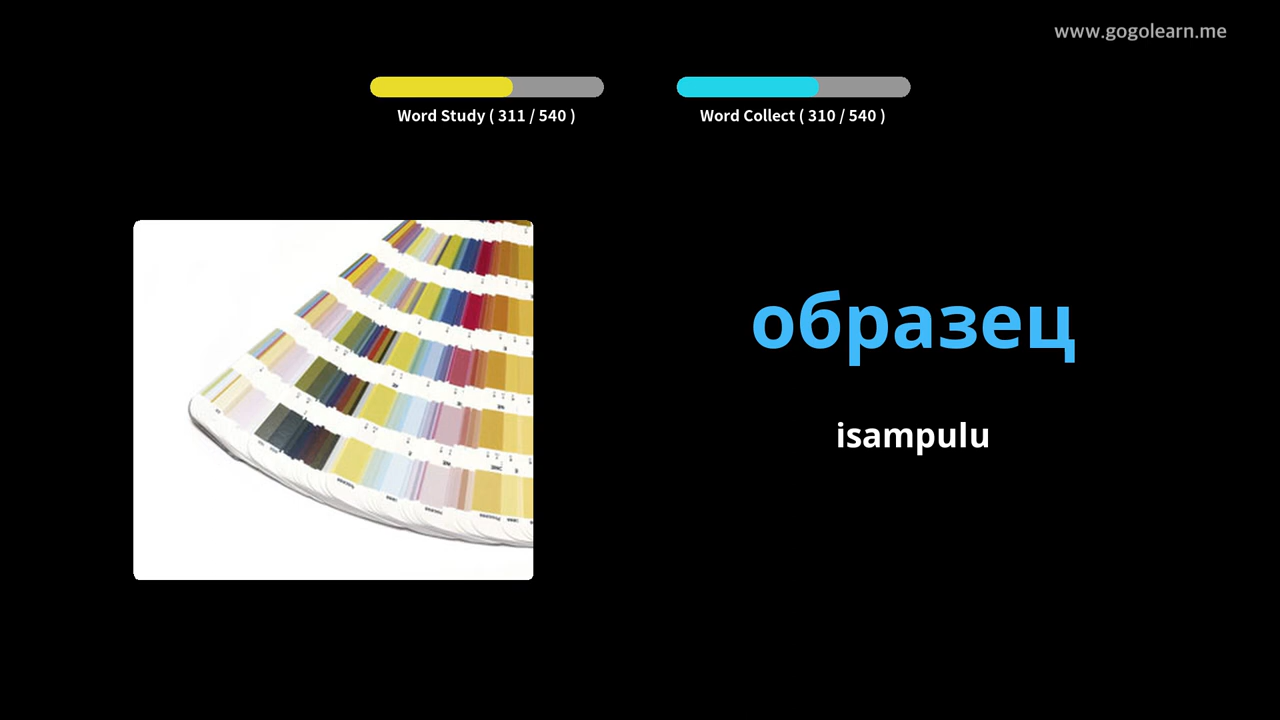 www.gogolearn.me
Word Study ( 311 / 540 )
Word Collect ( 310 / 540 )
образец
isampulu